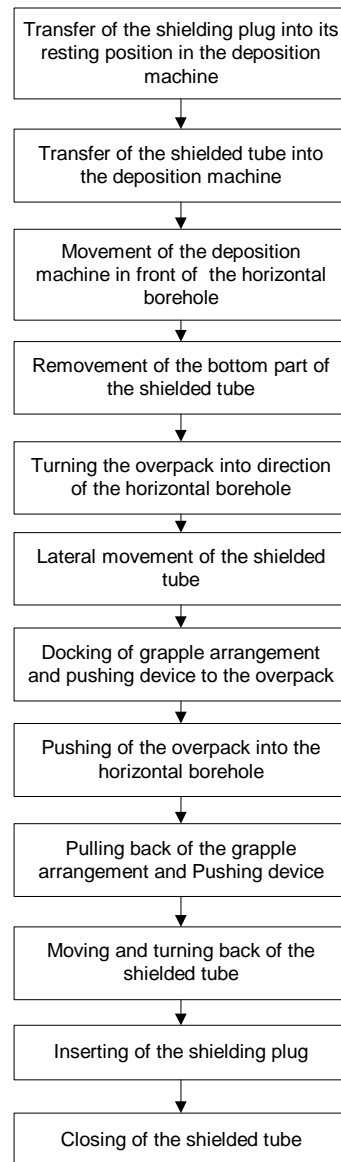 Transfer of the shielding plug into its
resting position in the deposition
machine
Transfer of the shielded tube into
the deposition machine
Movement of the deposition
machine in front of the horizontal
borehole
Removement of the bottom part of
the shielded tube
Turning the overpack into direction
of the horizontal borehole
Lateral movement of the shielded
tube
Docking of grapple arrangement
and pushing device to the overpack
Pushing of the overpack into the
horizontal borehole
Pulling back of the grapple
arrangement and Pushing device
Moving and turning back of the
shielded tube
Inserting of the shielding plug
Closing of the shielded tube